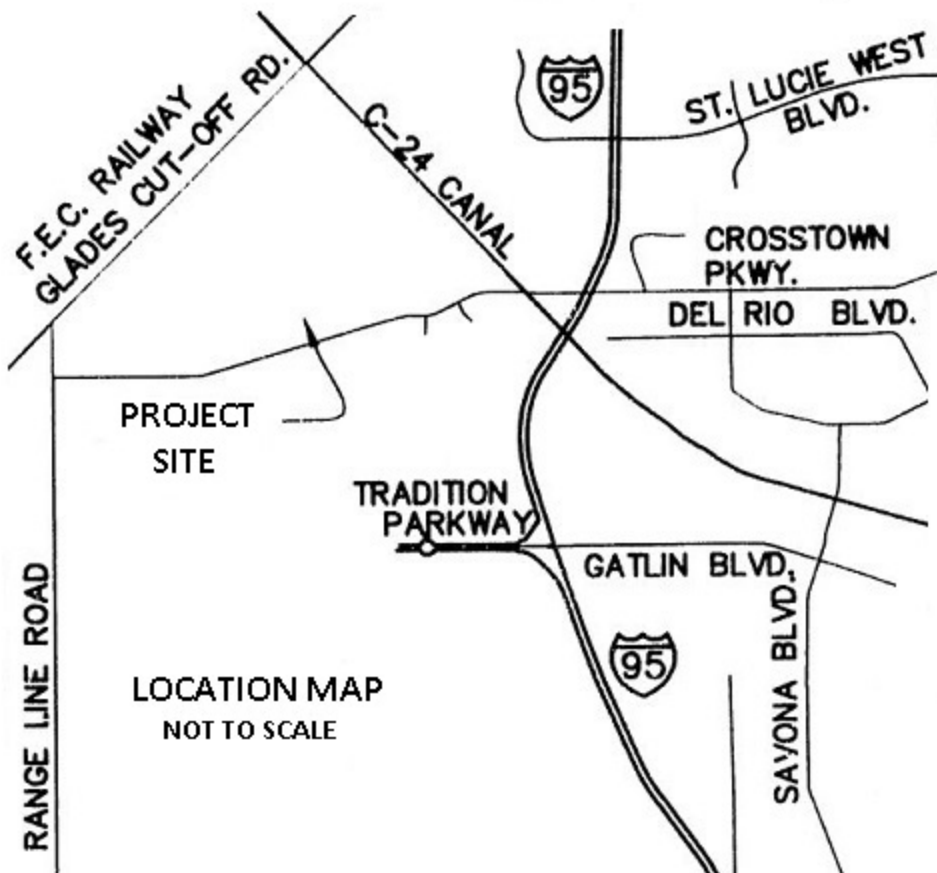 F.E.C. RAILWAY
GLADES CUT-OFF RD.
C-24 CANAL
95
ST. LUCIE WEST
BLVD.
CROSSTOWN
PKWY.
DEL RIO BLVD.
PROJECT
SITE
TRADITION
PARKWAY
GATLIN BLVD.
RANGE LINE ROAD
LOCATION MAP
NOT TO SCALE
95
SAVONA BLVD.